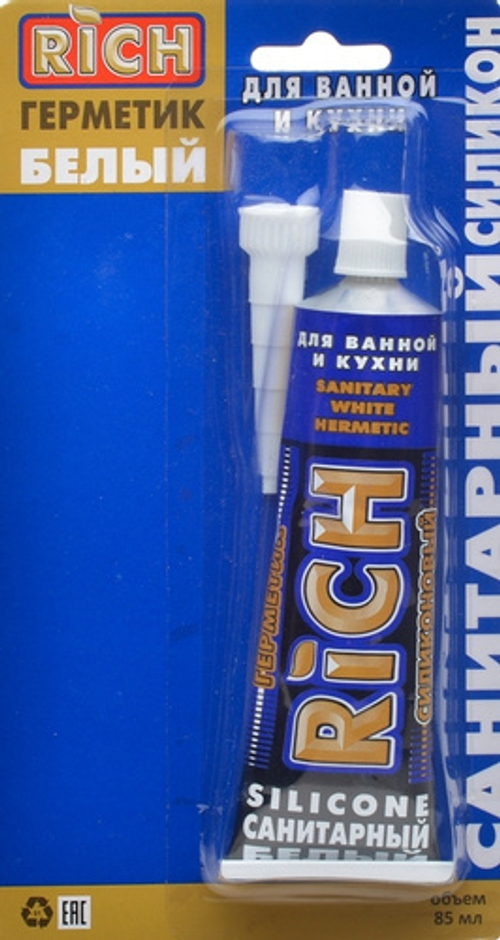 RiCH
ГЕРМЕТИК
БЕЛЫЙ
ДЛЯ ВАННОЙ
И КУХНИ
САНИТАРНЫЙ СИЛИКОН
ДЛЯ ВАННОЙ
И КУХНИ
SANITARY
WHITE
HERMETIC
ГЕРМЕТИК
RiCH
СИЛИКОНОВЫЙ
SILICONE
САНИТАРНЫЙ
БЕЛЫЙ
EAC
объем
85 мл